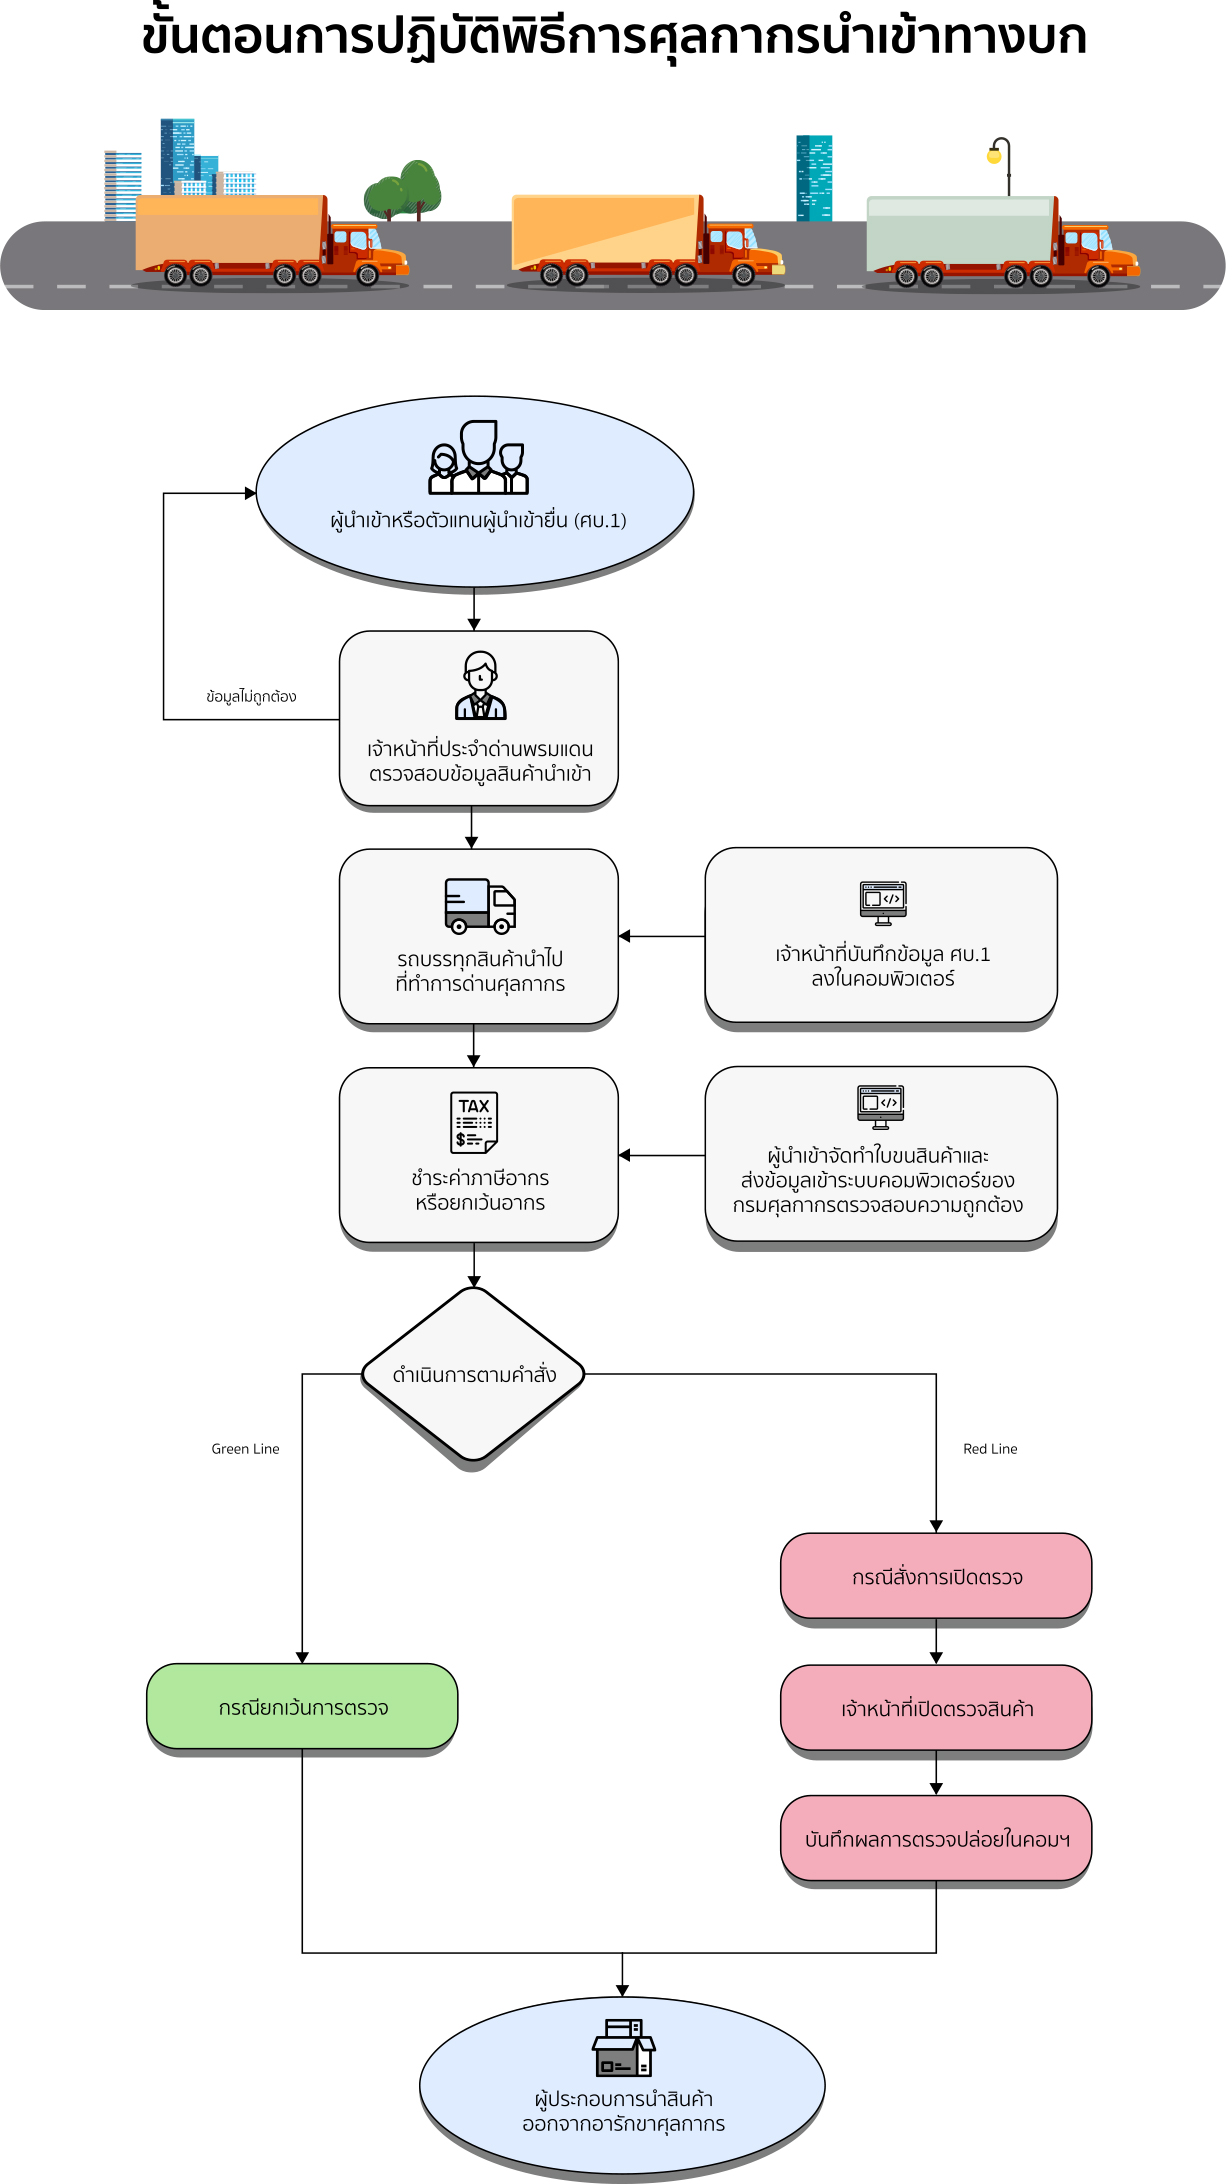 ขั้นตอนการปฏิบัติพิธีการศุลกากรนำเข้าทางบก
ผู้นำเข้าหรือตัวแทนผู้นำเข้ายื่น (ศบ.1)
ข้อมูลไม่ถูกต้อง
เจ้าหน้าที่ประจำด่านพรมแดน
ตรวจสอบข้อมูลสินค้านำเข้า
รถบรรทุกสินค้านำไป
ที่ทำการด่านศุลกากร
เจ้าหน้าที่บันทึกข้อมูล ศบ.1
ลงในคอมพิวเตอร์
TAX
ชำระค่าภาษีอากร
หรือยกเว้นอากร
ผู้นำเข้าจัดทำใบขนสินค้าและ
ส่งข้อมูลเข้าระบบคอมพิวเตอร์ของ
กรมศุลกากรตรวจสอบความถูกต้อง
ดำเนินการตามคำสั่ง
Green Line
Red Line
กรณีสั่งการเปิดตรวจ
กรณียกเว้นการตรวจ
เจ้าหน้าที่เปิดตรวจสินค้า
บันทึกผลการตรวจปล่อยในคอมฯ
ผู้ประกอบการนำสินค้า
ออกจากอารักขาศุลกากร